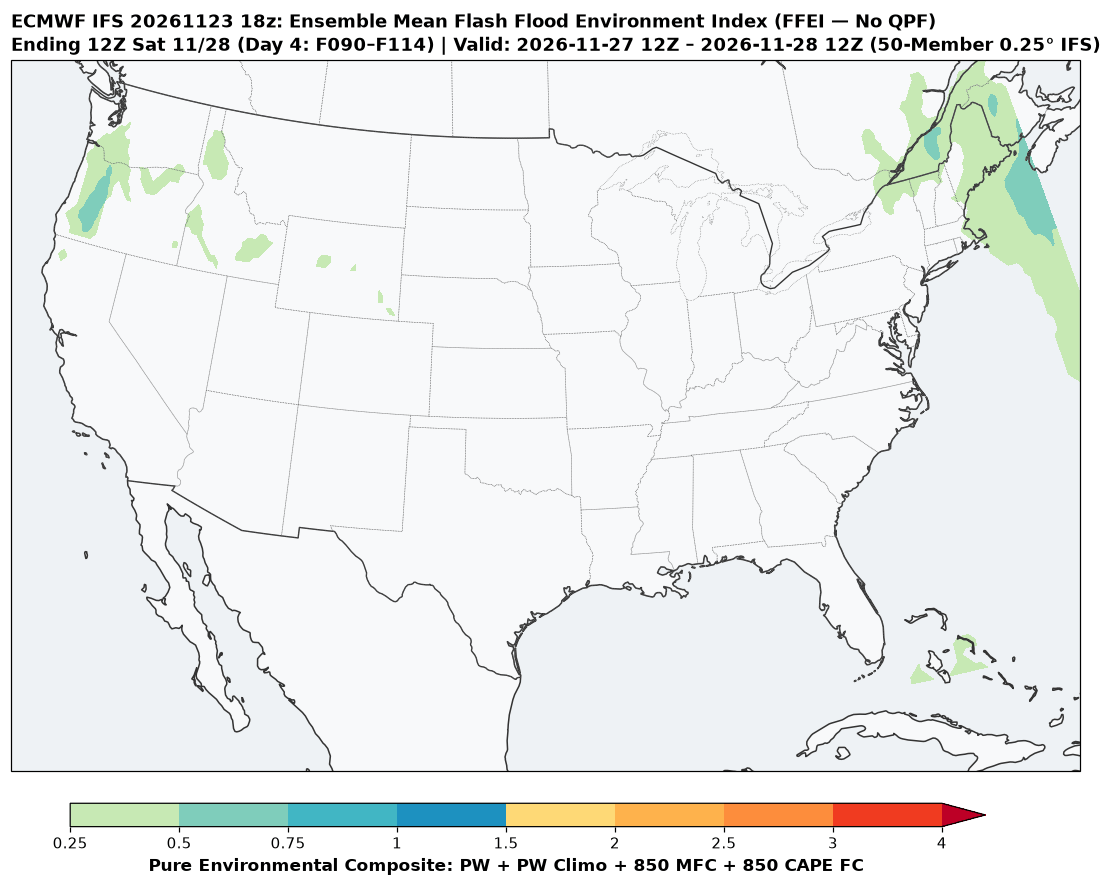 ECMWF IFS 20261123 18z: Ensemble Mean Flash Flood Environment Index (FFEI — No QPF)
Ending 12Z Sat 11/28 (Day 4: F090–F114) | Valid: 2026-11-27 12Z – 2026-11-28 12Z (50-Member 0.25° IFS)
0.25 0.5 0.75 1 1.5 2 2.5 3 4
Pure Environmental Composite: PW + PW Climo + 850 MFC + 850 CAPE FC